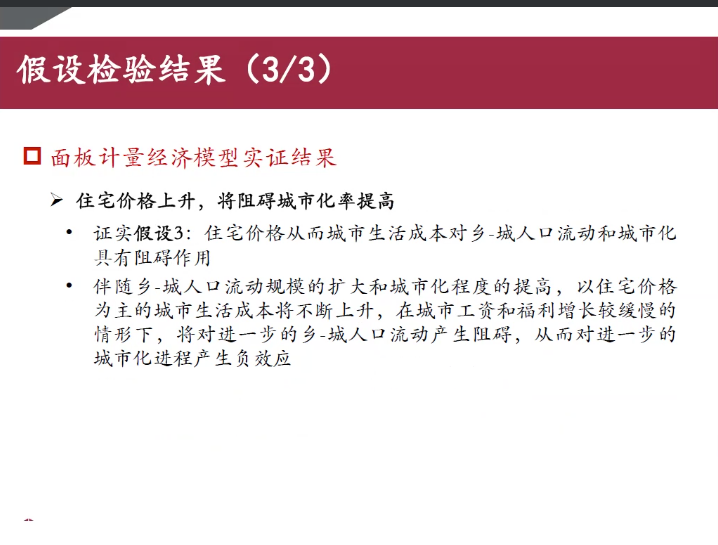 假设检验结果（3/3）
面板计量经济模型实证结果
住宅价格上升，将阻碍城市化率提高
证实假设3：住宅价格从而城市生活成本对乡-城人口流动和城市化
具有阻碍作用
伴随乡-城人口流动规模的扩大和城市化程度的提高，以住宅价格
为主的城市生活成本将不断上升，在城市工资和福利增长较缓慢的
情形下，将对进一步的乡-城人口流动产生阻碍，从而对进一步的
城市化进程产生负效应